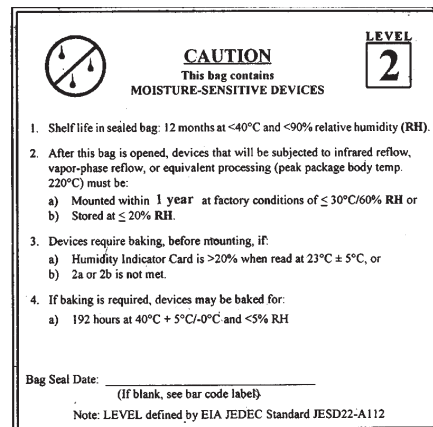 LEVEL
2
CAUTION
This bag contains
MOISTURE-SENSITIVE DEVICES
1. Shelf life in sealed bag: 12 months at <40°C and <90% relative humidity (RH).
2. After this bag is opened, devices that will be subjected to infrared reflow,
vapor-phase reflow, or equivalent processing (peak package body temp.
220°C) must be:
a) Mounted within 1 year at factory conditions of ≤ 30°C/60% RH or
b) Stored at ≤ 20% RH.
3. Devices require baking, before mounting, if:
a) Humidity Indicator Card is >20% when read at 23°C ± 5°C, or
b) 2a or 2b is not met.
4. If baking is required, devices may be baked for:
a) 192 hours at 40°C + 5°C/-0°C and <5% RH
Bag Seal Date:
(If blank, see bar code label)
Note: LEVEL defined by EIA JEDEC Standard JESD22-A112